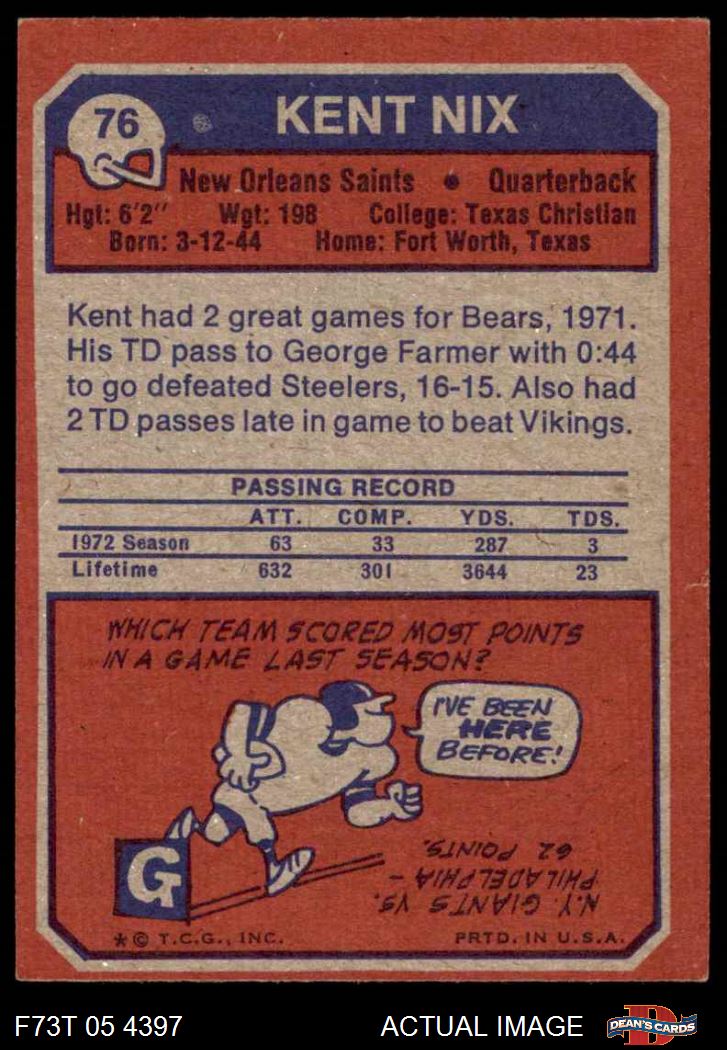 76
KENT NIX
New Orleans Saints • Quarterback
Hgt: 6'2" Wgt: 198 College: Texas Christian
Born: 3-12-44 Home: Fort Worth, Texas
Kent had 2 great games for Bears, 1971.
His TD pass to George Farmer with 0:44
to go defeated Steelers, 16-15. Also had
2 TD passes late in game to beat Vikings.
PASSING RECORD
ATT. COMP. YDS. TDS.
1972 Season 63 33 287 3
Lifetime 632 301 3644 23
WHICH TEAM SCORED MOST POINTS
IN A GAME LAST SEASON?
I'VE BEEN
HERE
BEFORE!
G
N.Y. GIANTS VS.
PHILADELPHIA -
62 POINTS.
* © T.C.G., INC. PRTD. IN U.S.A.
F73T 05 4397 ACTUAL IMAGE
DEAN'S CARDS